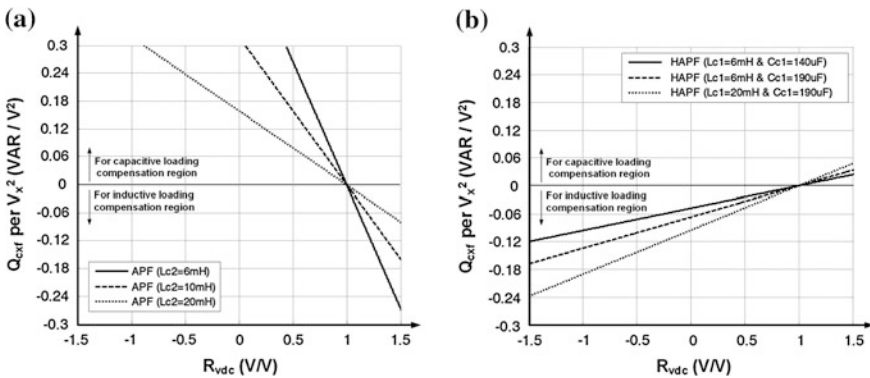 (a)
Q_cxf per V_x² (VAR / V²)
0.3
0.24
0.18
0.12
0.06
0
-0.06
-0.12
-0.18
-0.24
-0.3
For capacitive loading
compensation region
For inductive loading
compensation region
APF (Lc2=6mH)
APF (Lc2=10mH)
APF (Lc2=20mH)
-1.5 -1 -0.5 0 0.5 1 1.5
R_vdc (V/V)
(b)
Q_cxf per V_x² (VAR / V²)
0.3
0.24
0.18
0.12
0.06
0
-0.06
-0.12
-0.18
-0.24
-0.3
HAPF (Lc1=6mH & Cc1=140uF)
HAPF (Lc1=6mH & Cc1=190uF)
HAPF (Lc1=20mH & Cc1=190uF)
For capacitive loading
compensation region
For inductive loading
compensation region
-1.5 -1 -0.5 0 0.5 1 1.5
R_vdc (V/V)